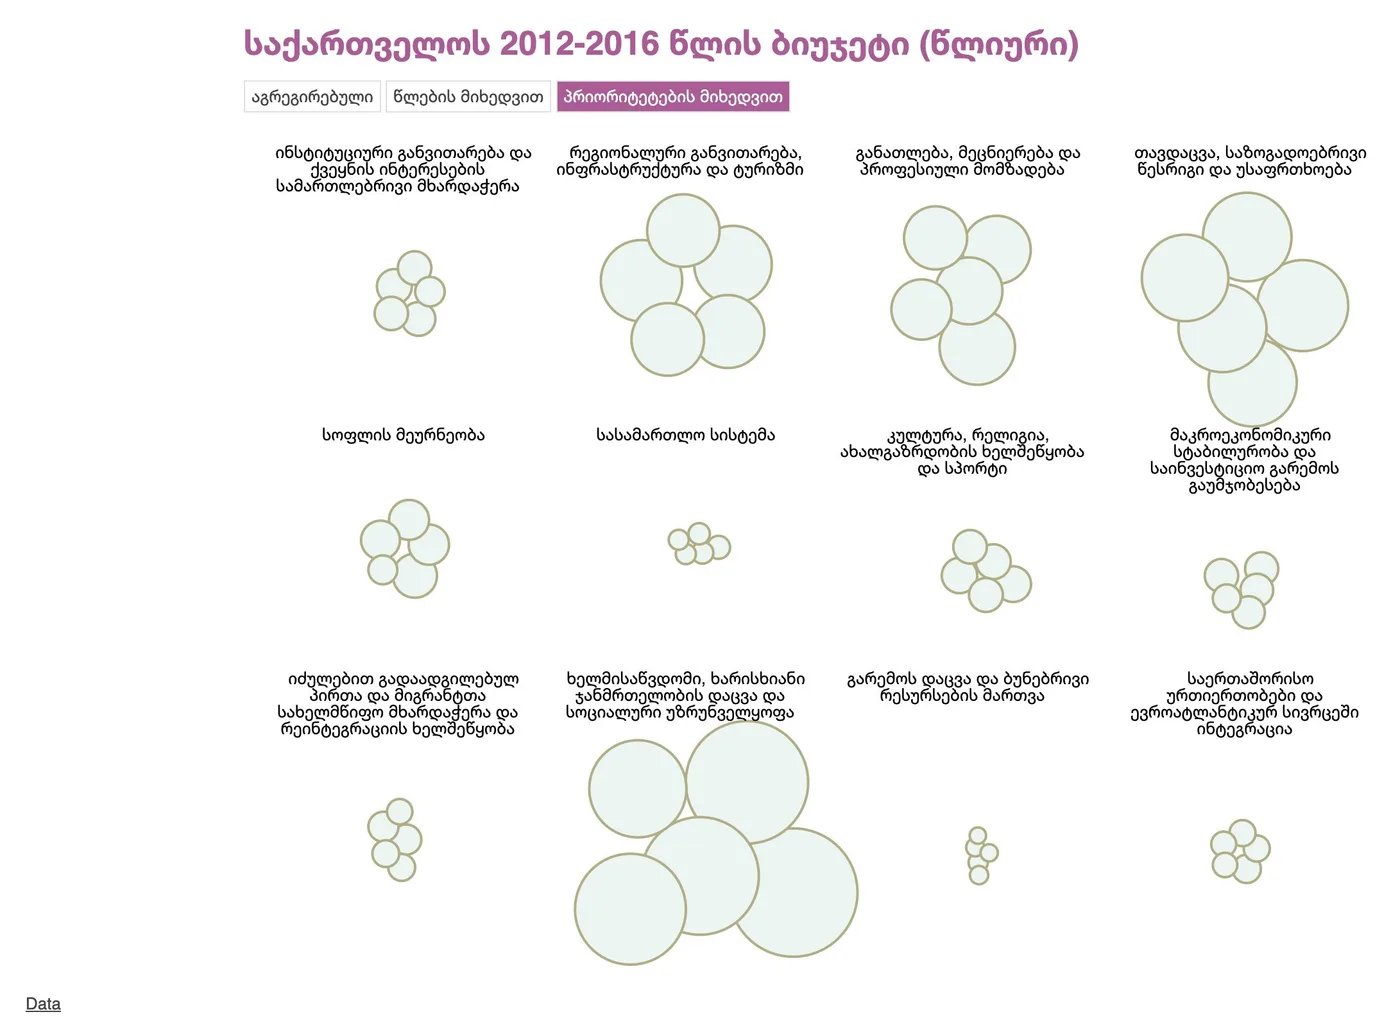 საქართველოს 2012-2016 წლის ბიუჯეტი (წლიური)
აგრეგირებული
წლების მიხედვით
პრიორიტეტების მიხედვით
ინსტიტუციური განვითარება და
ქვეყნის ინტერესების
სამართლებრივი მხარდაჭერა
რეგიონალური განვითარება,
ინფრასტრუქტურა და ტურიზმი
განათლება, მეცნიერება და
პროფესიული მომზადება
თავდაცვა, საზოგადოებრივი
წესრიგი და უსაფრთხოება
სოფლის მეურნეობა
სასამართლო სისტემა
კულტურა, რელიგია,
ახალგაზრდობის ხელშეწყობა
და სპორტი
მაკროეკონომიკური
სტაბილურობა და
საინვესტიციო გარემოს
გაუმჯობესება
იძულებით გადაადგილებულ
პირთა და მიგრანტთა
სახელმწიფო მხარდაჭერა და
რეინტეგრაციის ხელშეწყობა
ხელმისაწვდომი, ხარისხიანი
ჯანმრთელობის დაცვა და
სოციალური უზრუნველყოფა
გარემოს დაცვა და ბუნებრივი
რესურსების მართვა
საერთაშორისო
ურთიერთობები და
ევროატლანტიკურ სივრცეში
ინტეგრაცია
Data